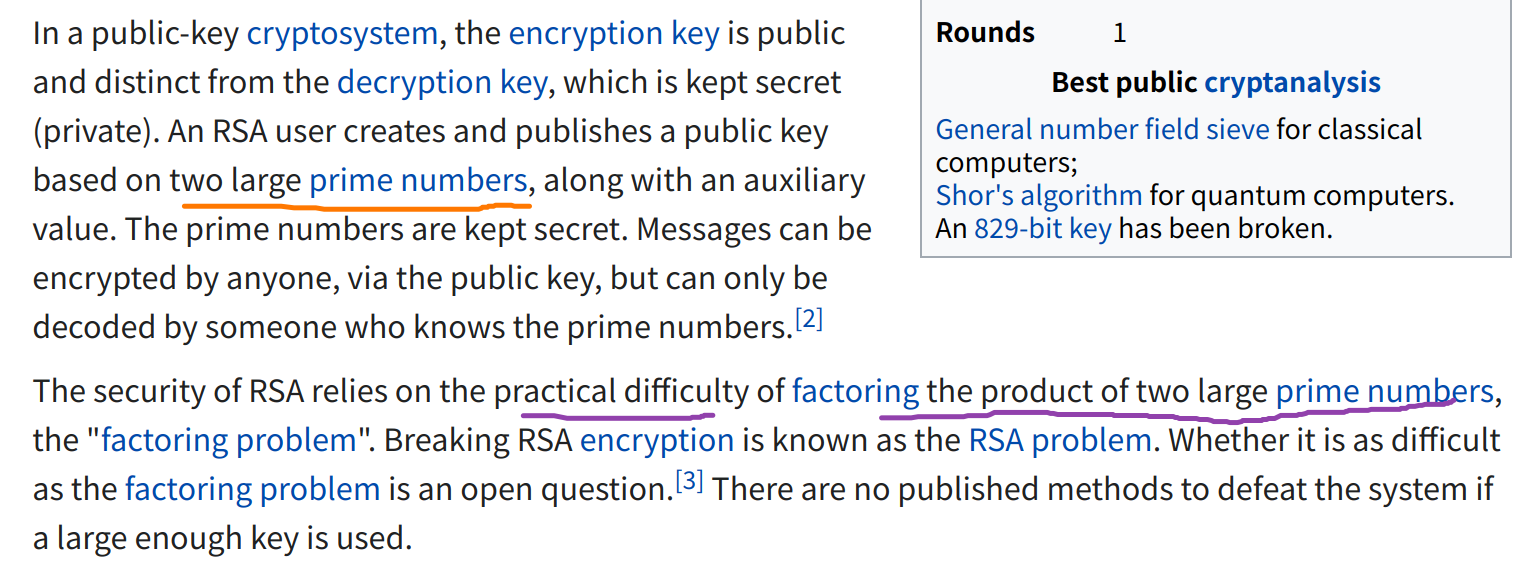 In a public-key cryptosystem, the encryption key is public
and distinct from the decryption key, which is kept secret
(private). An RSA user creates and publishes a public key
based on two large prime numbers, along with an auxiliary
value. The prime numbers are kept secret. Messages can be
encrypted by anyone, via the public key, but can only be
decoded by someone who knows the prime numbers.[2]
Rounds 1
Best public cryptanalysis
General number field sieve for classical
computers;
Shor's algorithm for quantum computers.
An 829-bit key has been broken.
The security of RSA relies on the practical difficulty of factoring the product of two large prime numbers,
the "factoring problem". Breaking RSA encryption is known as the RSA problem. Whether it is as difficult
as the factoring problem is an open question.[3] There are no published methods to defeat the system if
a large enough key is used.